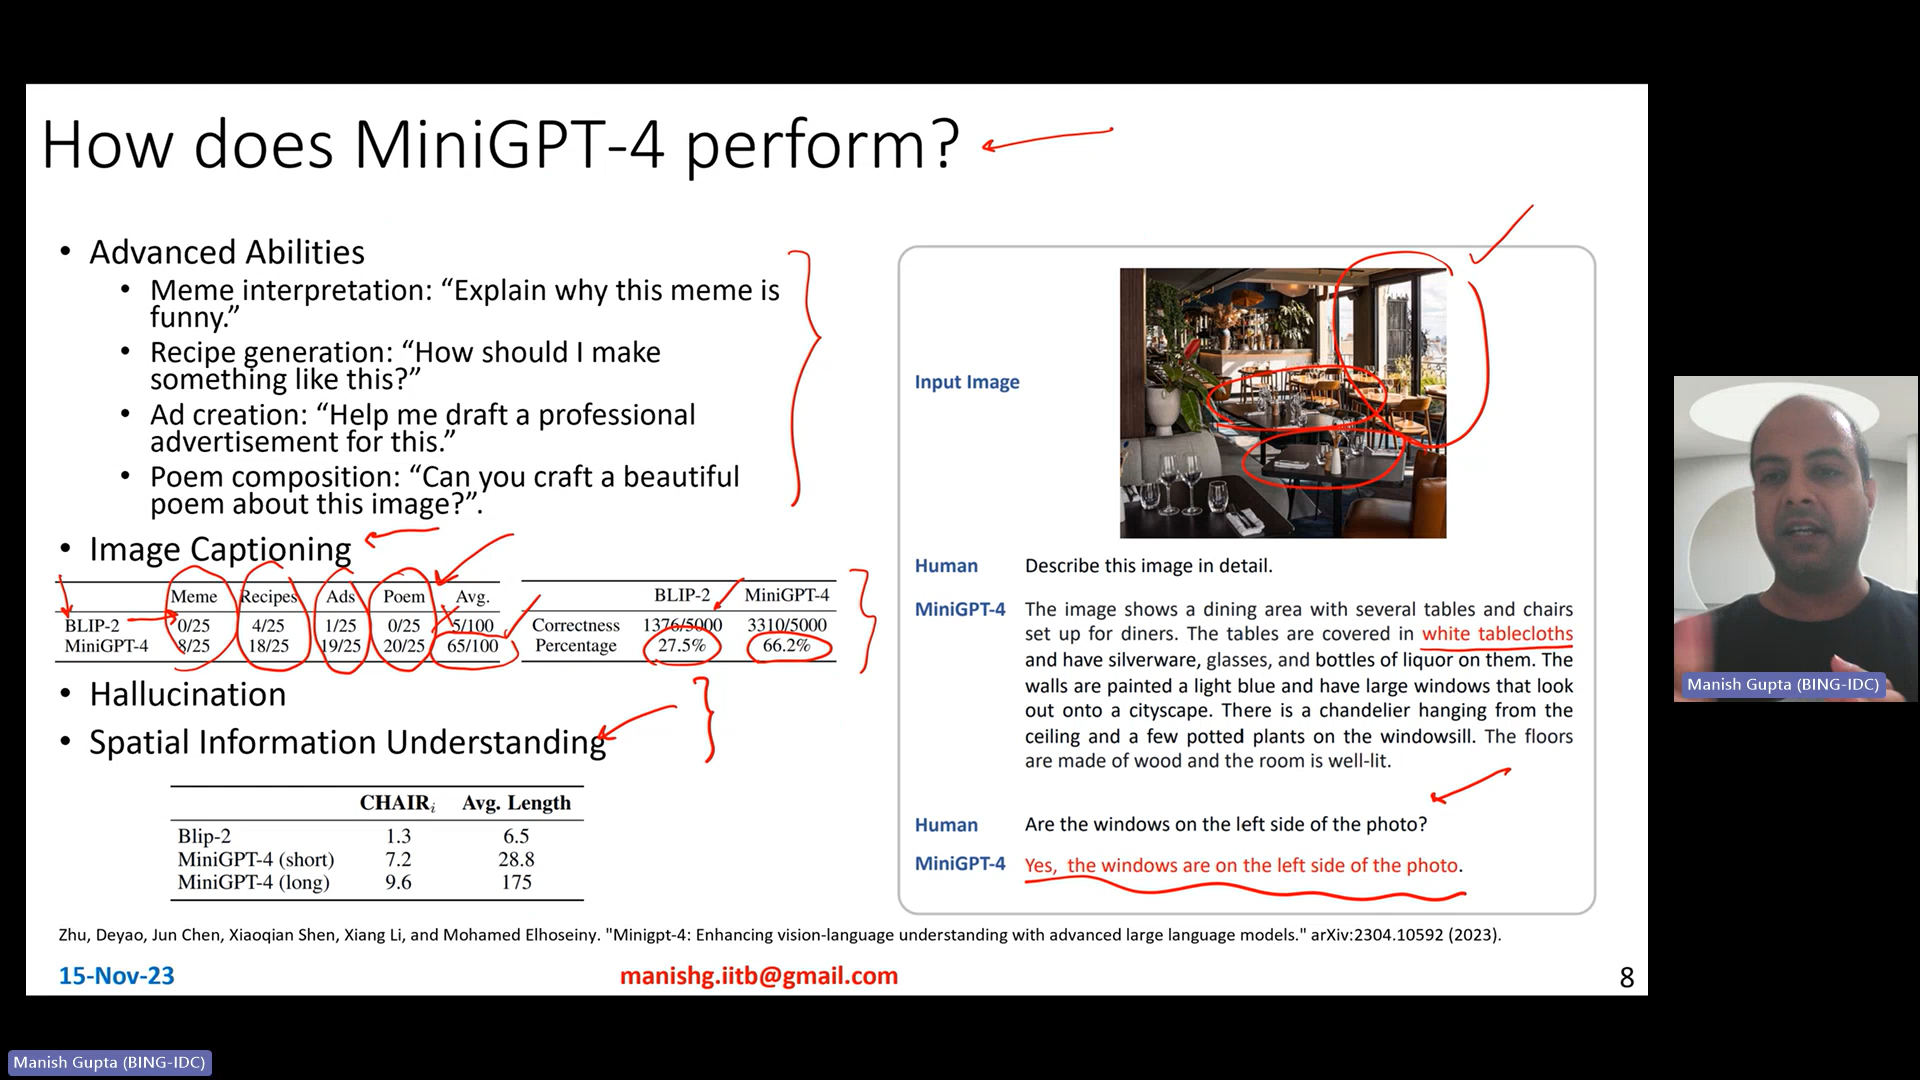 How does MiniGPT-4 perform?
• Advanced Abilities
• Meme interpretation: “Explain why this meme is
funny.”
• Recipe generation: “How should I make
something like this?”
• Ad creation: “Help me draft a professional
advertisement for this.”
• Poem composition: “Can you craft a beautiful
poem about this image?”.
• Image Captioning
Meme Recipes Ads Poem Avg.
BLIP-2 0/25 4/25 1/25 0/25 5/100
MiniGPT-4 8/25 18/25 19/25 20/25 65/100
BLIP-2 MiniGPT-4
Correctness 1376/5000 3310/5000
Percentage 27.5% 66.2%
• Hallucination
• Spatial Information Understanding
CHAIRi Avg. Length
Blip-2 1.3 6.5
MiniGPT-4 (short) 7.2 28.8
MiniGPT-4 (long) 9.6 175
Input Image
Human Describe this image in detail.
MiniGPT-4 The image shows a dining area with several tables and chairs
set up for diners. The tables are covered in white tablecloths
and have silverware, glasses, and bottles of liquor on them. The
walls are painted a light blue and have large windows that look
out onto a cityscape. There is a chandelier hanging from the
ceiling and a few potted plants on the windowsill. The floors
are made of wood and the room is well-lit.
Human Are the windows on the left side of the photo?
MiniGPT-4 Yes, the windows are on the left side of the photo.
Zhu, Deyao, Jun Chen, Xiaoqian Shen, Xiang Li, and Mohamed Elhoseiny. "Minigpt-4: Enhancing vision-language understanding with advanced large language models." arXiv:2304.10592 (2023).
15-Nov-23
manishg.iitb@gmail.com
8
Manish Gupta (BING-IDC)
Manish Gupta (BING-IDC)